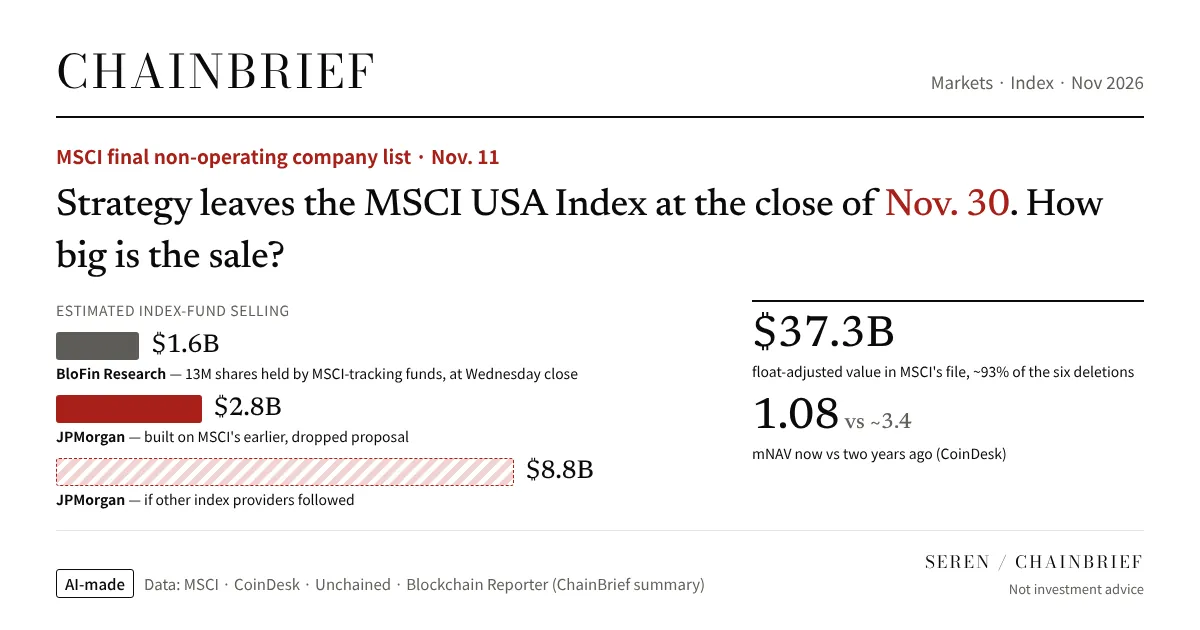 CHAINBRIEF
Markets · Index · Nov 2026
MSCI final non-operating company list · Nov. 11
Strategy leaves the MSCI USA Index at the close of Nov. 30. How
big is the sale?
ESTIMATED INDEX-FUND SELLING
$1.6B
BloFin Research — 13M shares held by MSCI-tracking funds, at Wednesday close
$2.8B
JPMorgan — built on MSCI's earlier, dropped proposal
$8.8B
JPMorgan — if other index providers followed
$37.3B
float-adjusted value in MSCI's file, ~93% of the six deletions
1.08 vs ~3.4
mNAV now vs two years ago (CoinDesk)
AI-made
Data: MSCI · CoinDesk · Unchained · Blockchain Reporter (ChainBrief summary)
SEREN / CHAINBRIEF
Not investment advice